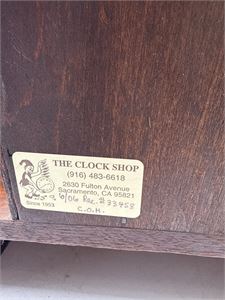 THE CLOCK SHOP
(916) 483-6618
2630 Fulton Avenue
Sacramento, CA 95821
6/06 Rec. # 33458
Since 1953
C.O.H.